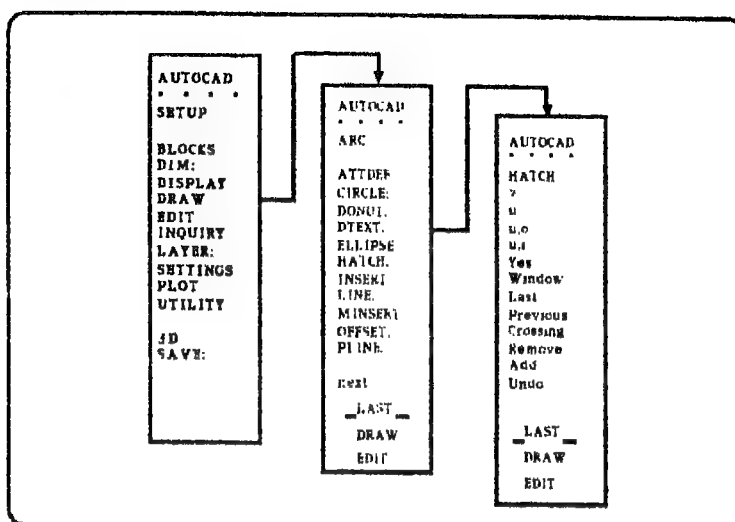 AUTOCAD
* * * *
SETUP
BLOCKS
DIM:
DISPLAY
DRAW
EDIT
INQUIRY
LAYER:
SETTINGS
PLOT
UTILITY
3D
SAVE:
AUTOCAD
* * * *
ARC
ATTDEF
CIRCLE:
DONUT:
DTEXT:
ELLIPSE
HATCH:
INSERT
LINE:
MINSERT
OFFSET:
PLINE:
next
__LAST__
DRAW
EDIT
AUTOCAD
* * * *
HATCH
?
u
u,o
u,i
Yes
Window
Last
Previous
Crossing
Remove
Add
Undo
__LAST__
DRAW
EDIT